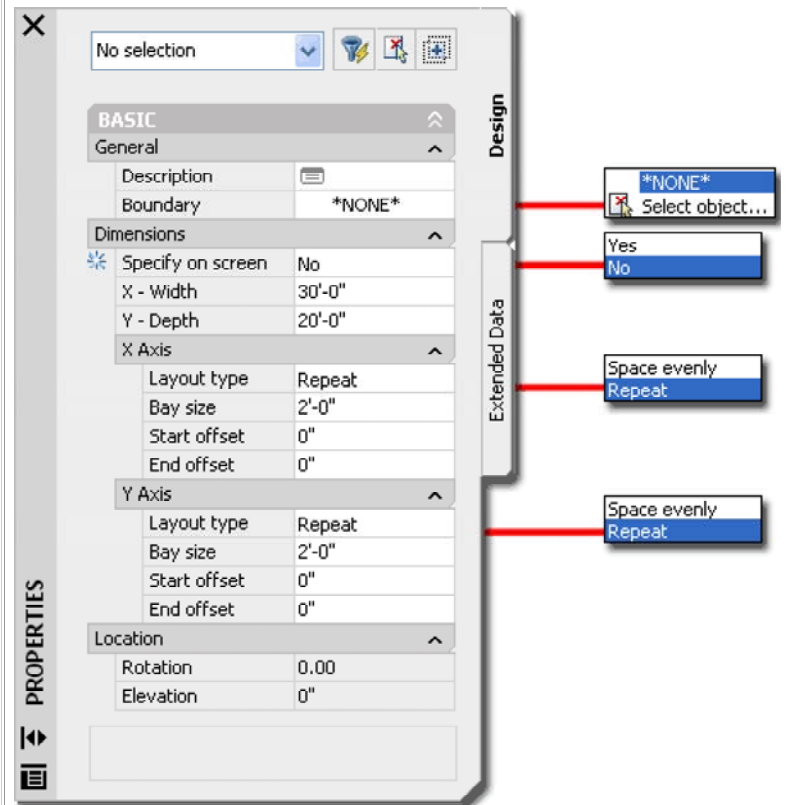 No selection
BASIC
General
Description
Boundary *NONE*
Dimensions
Specify on screen No
X - Width 30'-0"
Y - Depth 20'-0"
X Axis
Layout type Repeat
Bay size 2'-0"
Start offset 0"
End offset 0"
Y Axis
Layout type Repeat
Bay size 2'-0"
Start offset 0"
End offset 0"
Location
Rotation 0.00
Elevation 0"
PROPERTIES
Design
Extended Data
*NONE*
Select object...
Yes
No
Space evenly
Repeat
Space evenly
Repeat